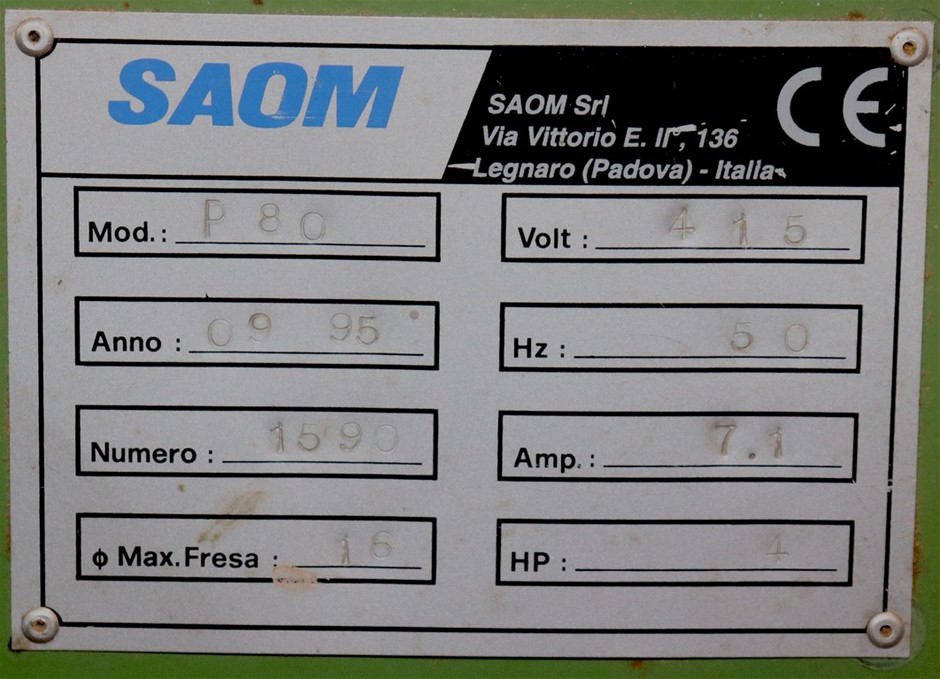 SAOM
SAOM Srl
Via Vittorio E. II°, 136
Legnaro (Padova) - Italia
CE
Mod.: P 80
Volt : 415
Anno : 09 95
Hz : 50
Numero : 1590
Amp. : 7.1
ϕ Max. Fresa : 16
HP : 4